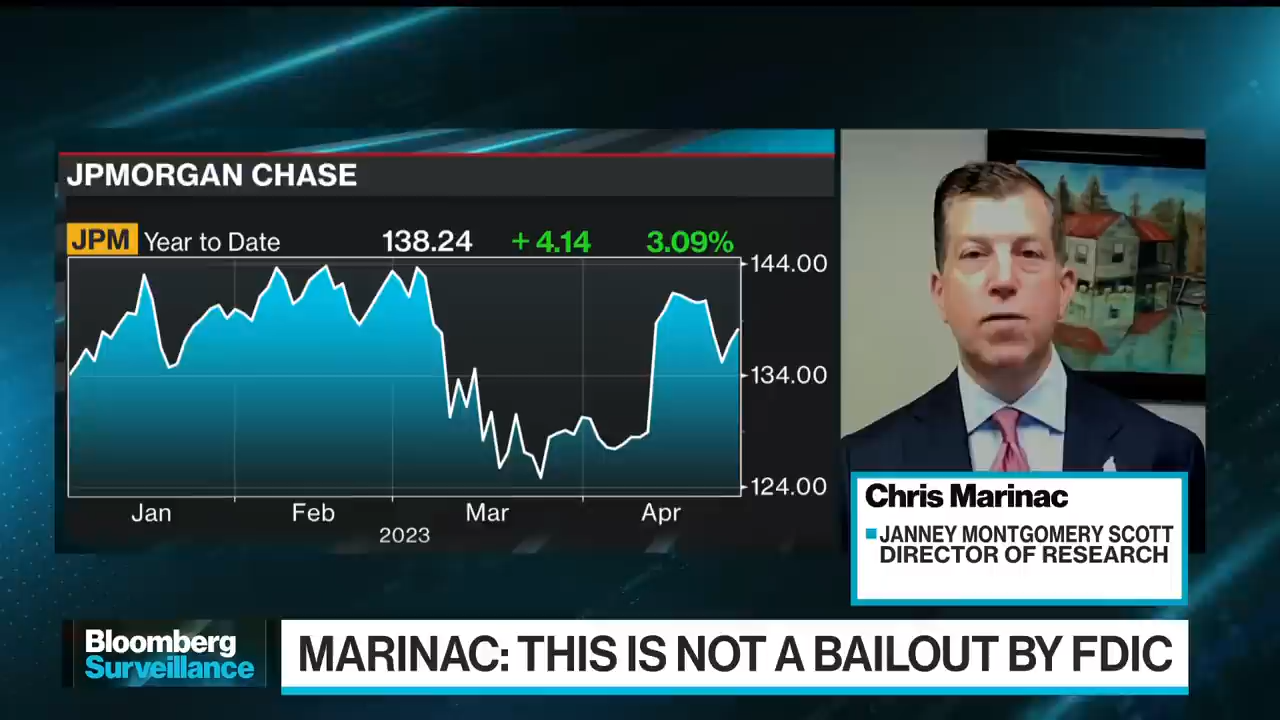 JPMORGAN CHASE
JPM Year to Date 138.24 +4.14 3.09%
144.00
134.00
124.00
Jan Feb Mar Apr
2023
Chris Marinac
JANNEY MONTGOMERY SCOTT
DIRECTOR OF RESEARCH
Bloomberg
Surveillance
MARINAC: THIS IS NOT A BAILOUT BY FDIC